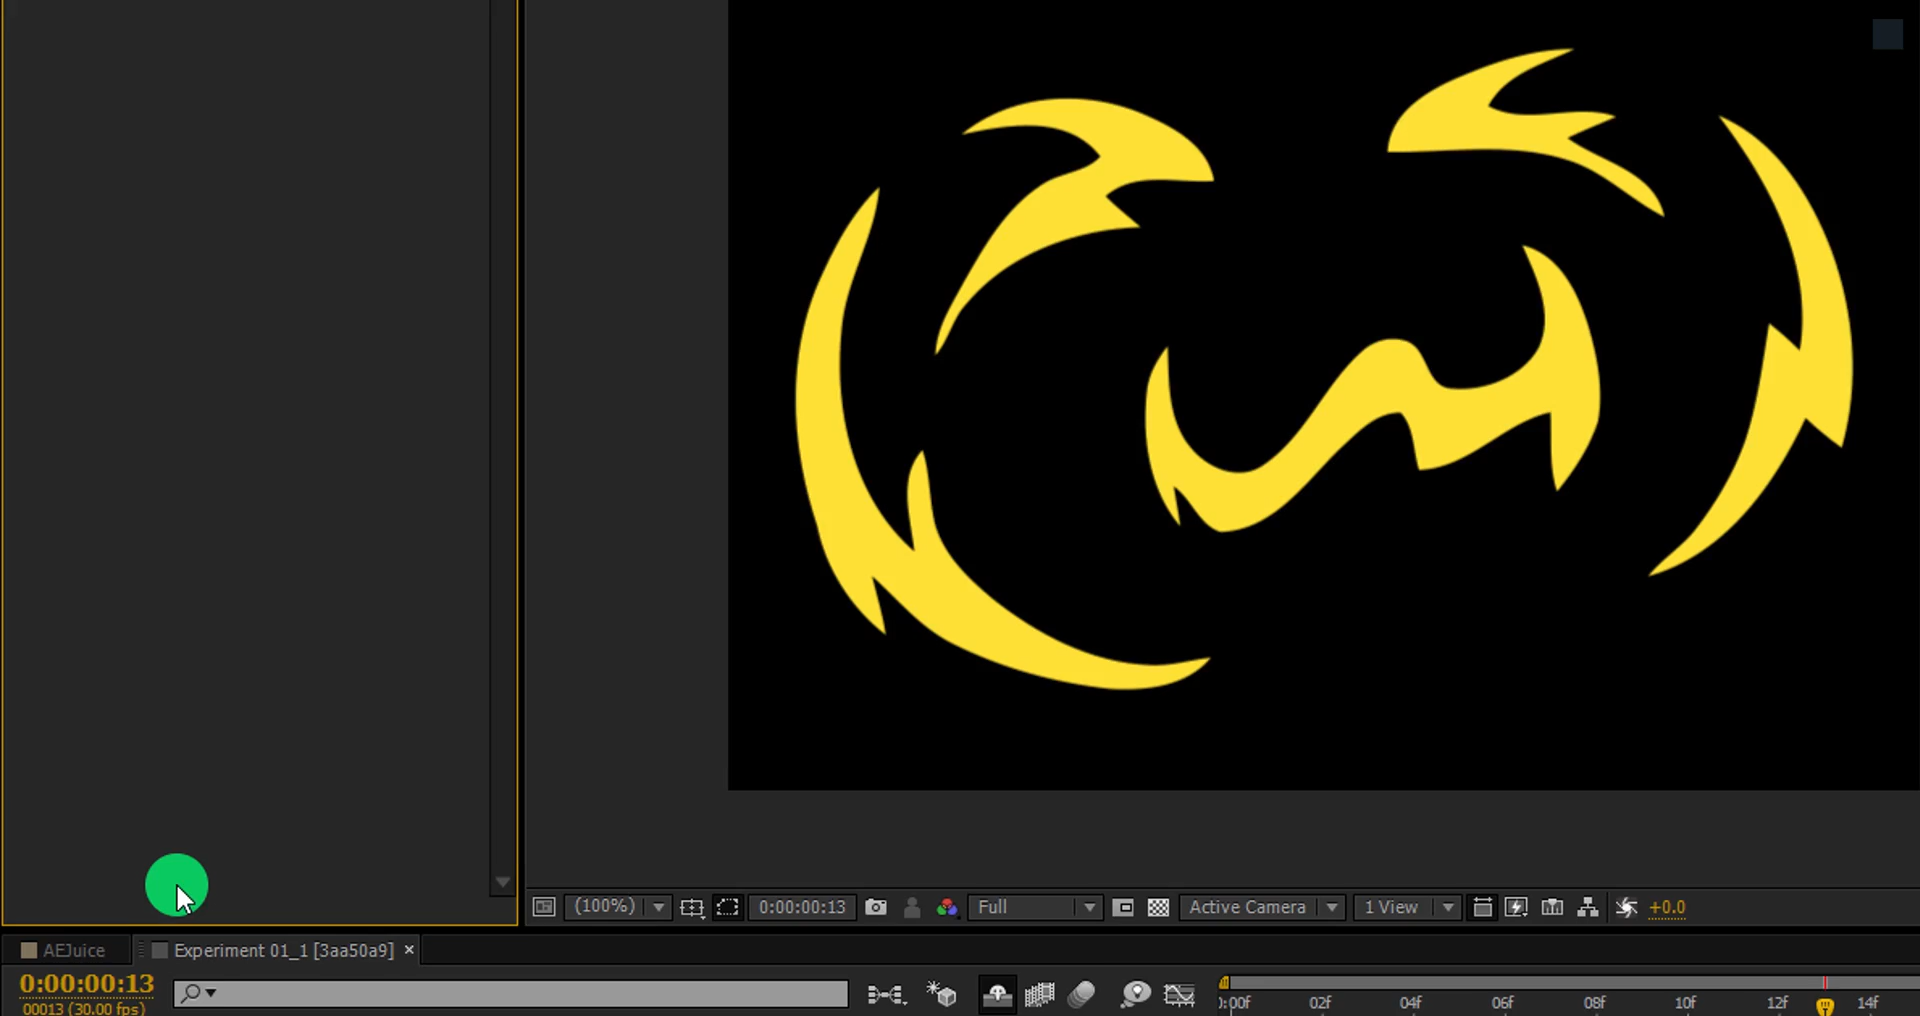 (100%) 0:00:00:13 Full Active Camera 1 View +0.0
AEJuice Experiment 01_1 [3aa50a9] ×
0:00:00:13
00013 (30.00 fps)
):00f 02f 04f 06f 08f 10f 12f 14f